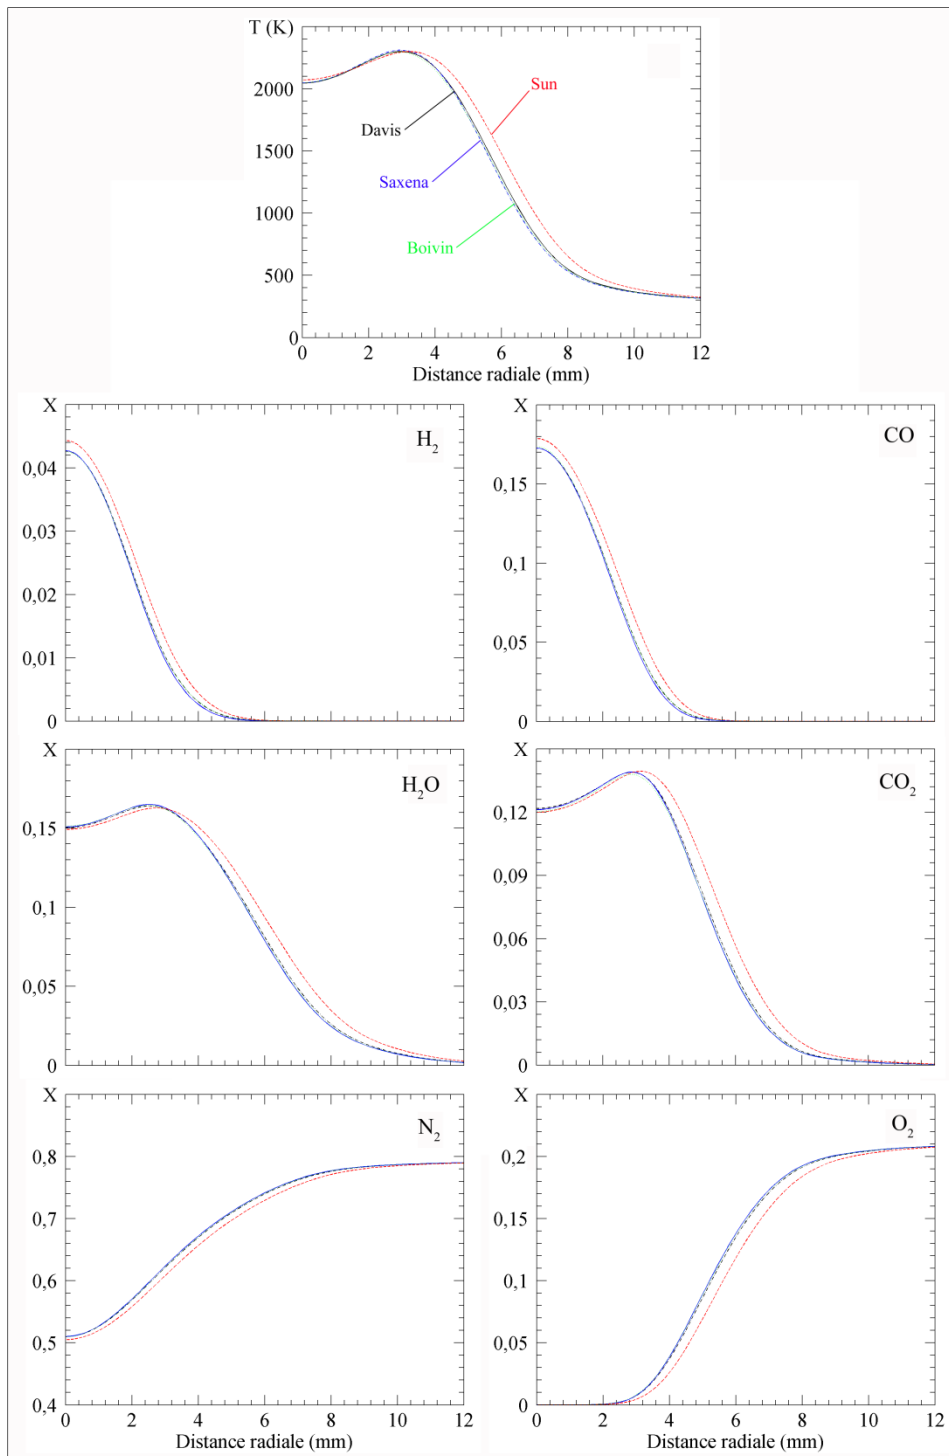 T (K)
2000
1500
1000
500
0
Sun
Davis
Saxena
Boivin
0 2 4 6 8 10 12
Distance radiale (mm)
X
H₂
0,04
0,03
0,02
0,01
0
X
CO
0,15
0,1
0,05
0
X
H₂O
0,15
0,1
0,05
0
X
CO₂
0,12
0,09
0,06
0,03
0
X
N₂
0,8
0,7
0,6
0,5
0,4
0 2 4 6 8 10 12
Distance radiale (mm)
X
O₂
0,2
0,15
0,1
0,05
0
0 2 4 6 8 10 12
Distance radiale (mm)